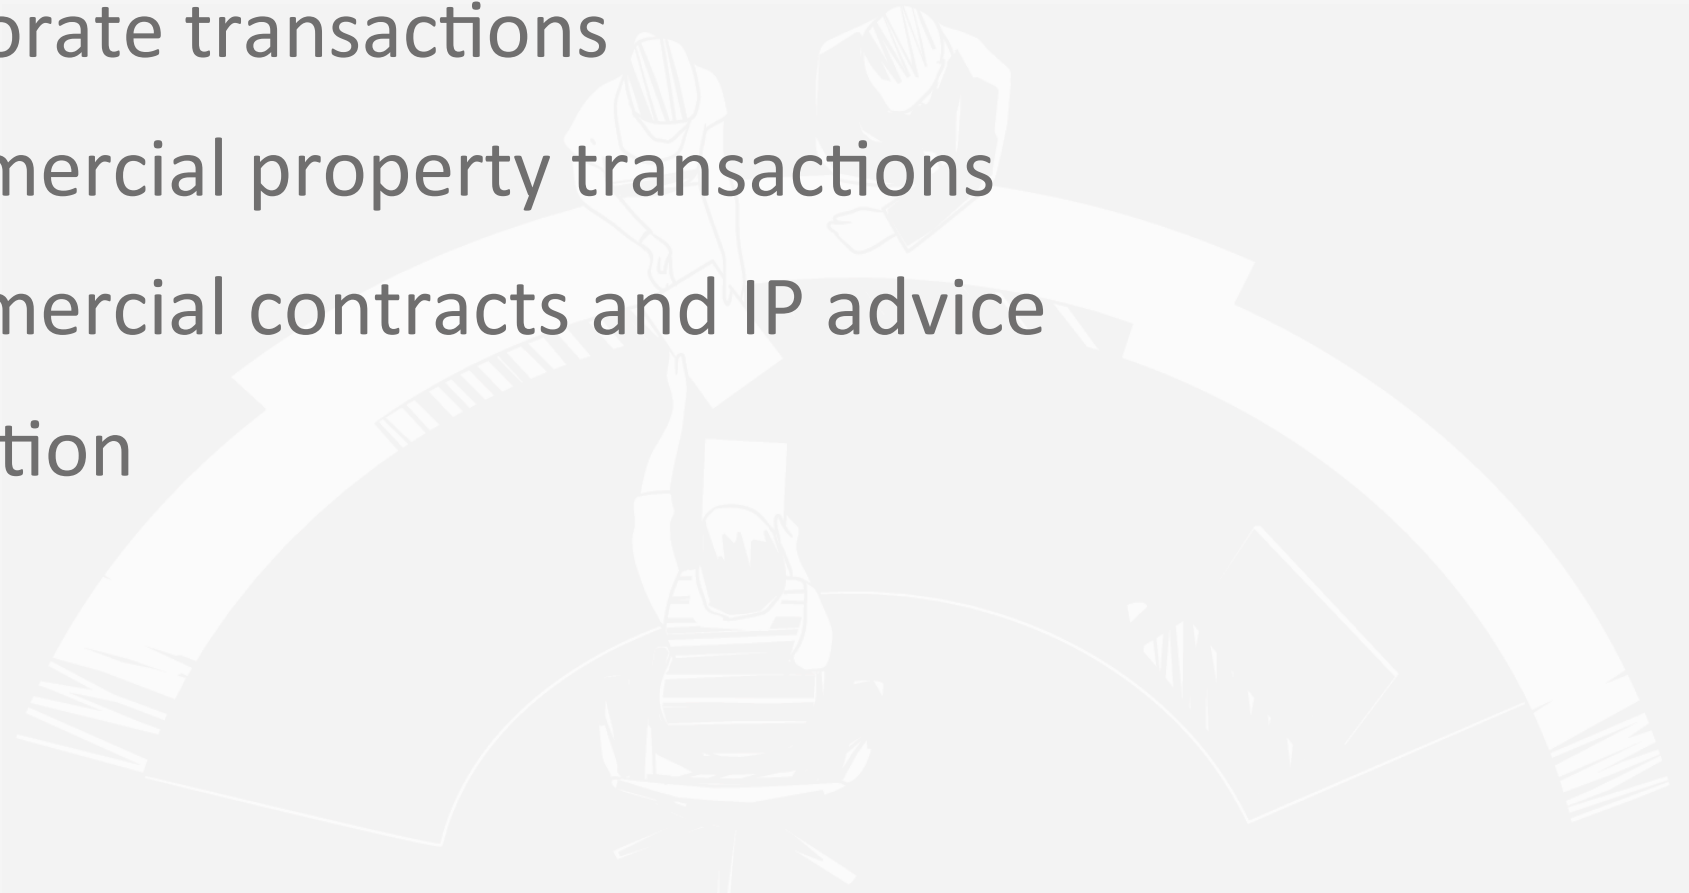 orate transactions
mercial property transactions
mercial contracts and IP advice
tion